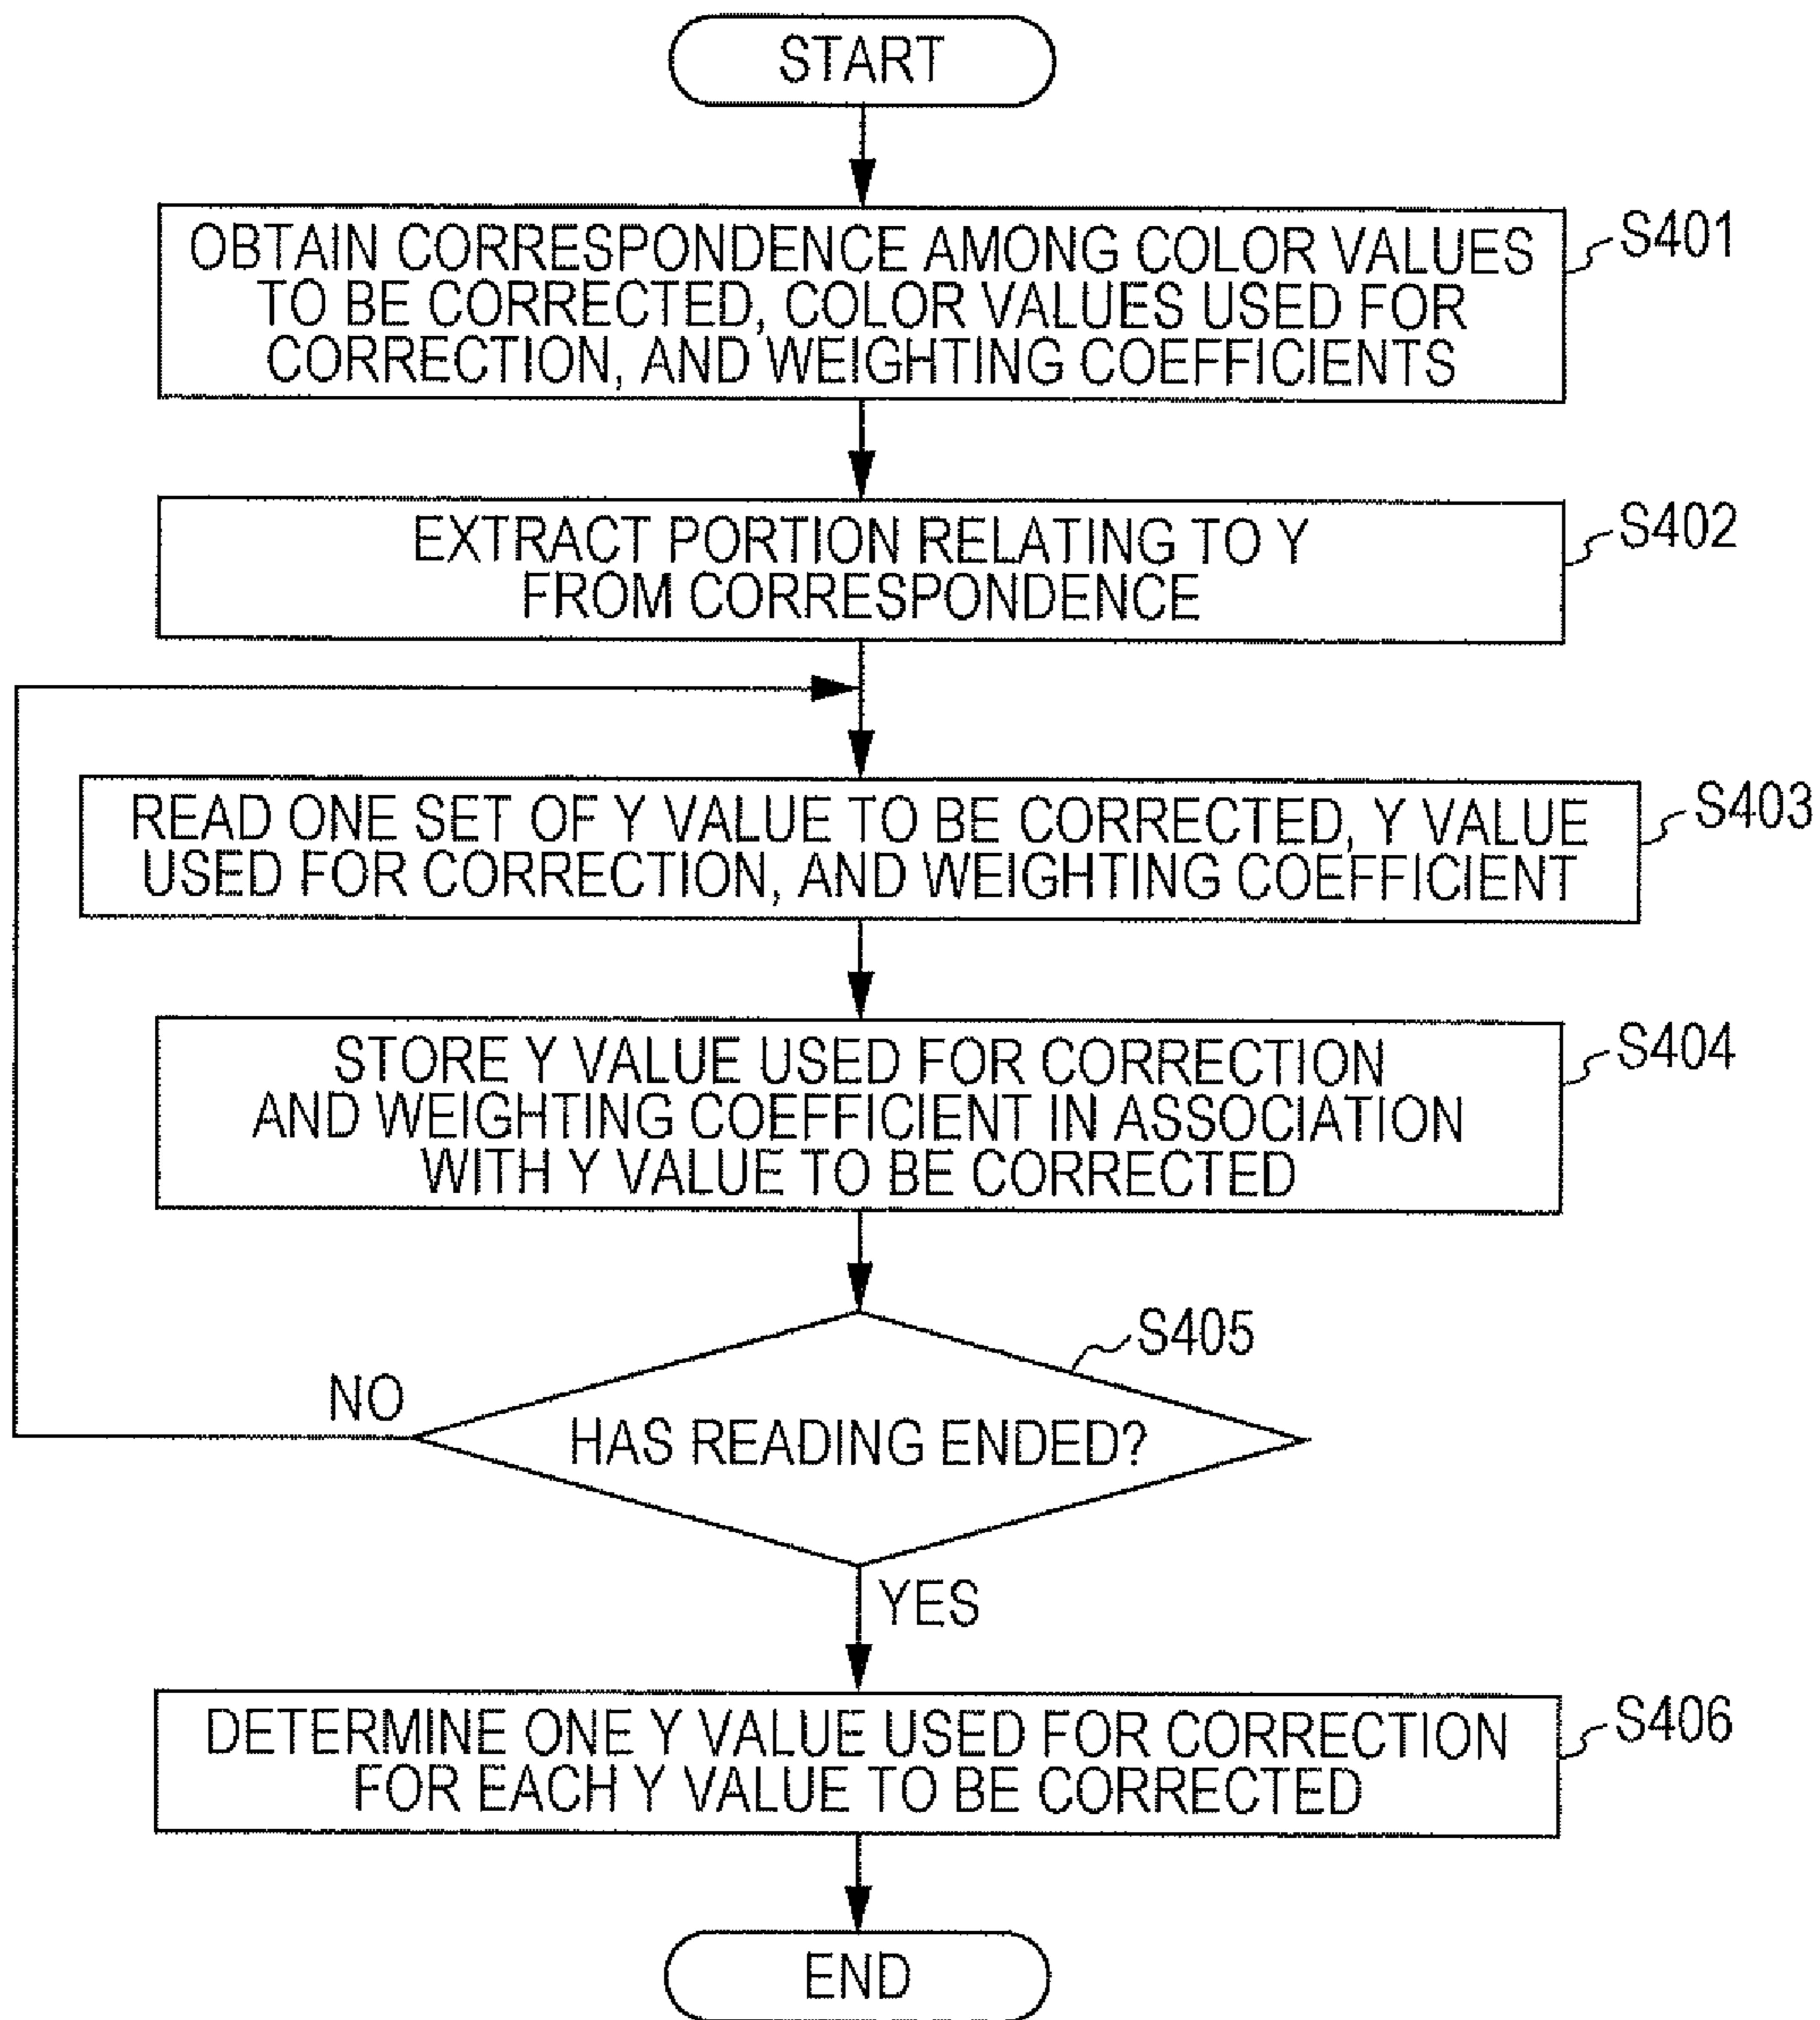 START
OBTAIN CORRESPONDENCE AMONG COLOR VALUES
TO BE CORRECTED, COLOR VALUES USED FOR
CORRECTION, AND WEIGHTING COEFFICIENTS
S401
EXTRACT PORTION RELATING TO Y
FROM CORRESPONDENCE
S402
READ ONE SET OF Y VALUE TO BE CORRECTED, Y VALUE
USED FOR CORRECTION, AND WEIGHTING COEFFICIENT
S403
STORE Y VALUE USED FOR CORRECTION
AND WEIGHTING COEFFICIENT IN ASSOCIATION
WITH Y VALUE TO BE CORRECTED
S404
S405
NO
HAS READING ENDED?
YES
DETERMINE ONE Y VALUE USED FOR CORRECTION
FOR EACH Y VALUE TO BE CORRECTED
S406
END